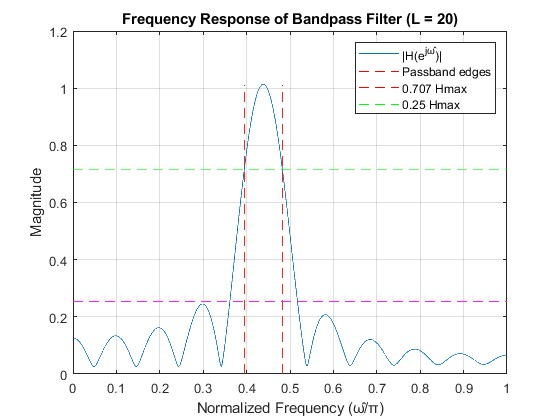 Frequency Response of Bandpass Filter (L = 20)
|H(e^jω̂)|
Passband edges
0.707 Hmax
0.25 Hmax
Magnitude
1.2
1
0.8
0.6
0.4
0.2
0
0 0.1 0.2 0.3 0.4 0.5 0.6 0.7 0.8 0.9 1
Normalized Frequency (ω̂/π)